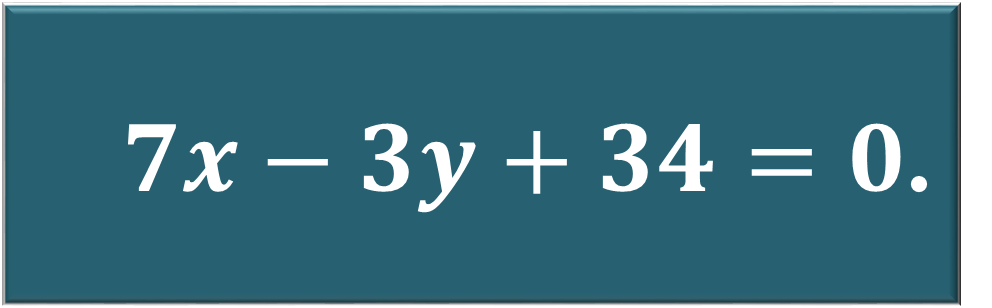 7x − 3y + 34 = 0.